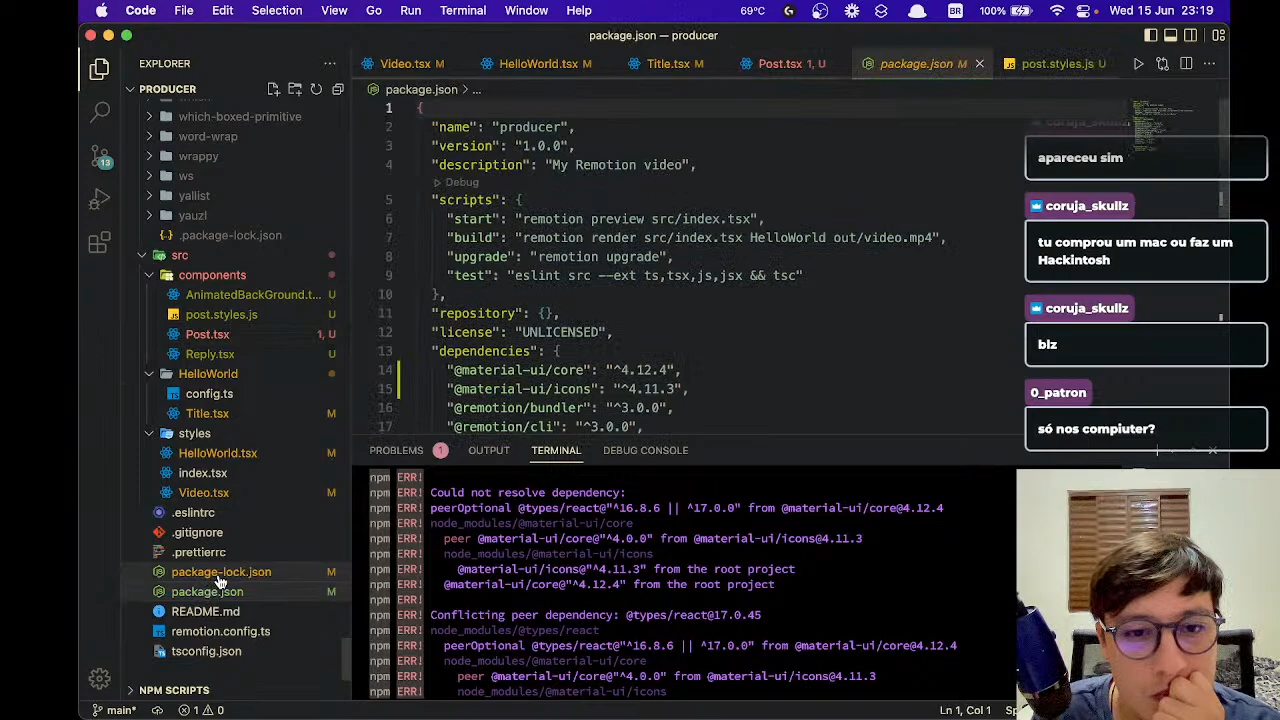 Code File Edit Selection View Go Run Terminal Window Help 69°C BR 100% Wed 15 Jun 23:19
package.json — producer
EXPLORER
PRODUCER
which-boxed-primitive
word-wrap
wrappy
ws
yallist
yauzl
.package-lock.json
src
components
AnimatedBackGround.t... U
post.styles.js U
Post.tsx 1, U
Reply.tsx U
HelloWorld
config.ts
Title.tsx M
styles
HelloWorld.tsx M
index.tsx
Video.tsx M
.eslintrc
.gitignore
.prettierrc
package-lock.json M
package.json M
README.md
remotion.config.ts
tsconfig.json
NPM SCRIPTS
13
Video.tsx M HelloWorld.tsx M Title.tsx M Post.tsx 1, U package.json M post.styles.js U
package.json > ...
1 {
2 "name": "producer",
3 "version": "1.0.0",
4 "description": "My Remotion video",
Debug
5 "scripts": {
6 "start": "remotion preview src/index.tsx",
7 "build": "remotion render src/index.tsx HelloWorld out/video.mp4",
8 "upgrade": "remotion upgrade",
9 "test": "eslint src --ext ts,tsx,js,jsx && tsc"
10 },
11 "repository": {},
12 "license": "UNLICENSED",
13 "dependencies": {
14 "@material-ui/core": "^4.12.4",
15 "@material-ui/icons": "^4.11.3",
16 "@remotion/bundler": "^3.0.0",
17 "@remotion/cli": "^3.0.0",
PROBLEMS 1 OUTPUT TERMINAL DEBUG CONSOLE
npm ERR!
npm ERR! Could not resolve dependency:
npm ERR! peerOptional @types/react@"^16.8.6 || ^17.0.0" from @material-ui/core@4.12.4
npm ERR! node_modules/@material-ui/core
npm ERR! peer @material-ui/core@"^4.0.0" from @material-ui/icons@4.11.3
npm ERR! node_modules/@material-ui/icons
npm ERR! @material-ui/icons@"^4.11.3" from the root project
npm ERR! @material-ui/core@"^4.12.4" from the root project
npm ERR!
npm ERR! Conflicting peer dependency: @types/react@17.0.45
npm ERR! node_modules/@types/react
npm ERR! peerOptional @types/react@"^16.8.6 || ^17.0.0" from @material-ui/core@4.12.4
npm ERR! node_modules/@material-ui/core
npm ERR! peer @material-ui/core@"^4.0.0" from @material-ui/icons@4.11.3
npm ERR! node_modules/@material-ui/icons
coruja_skullz
apareceu sim
coruja_skullz
tu comprou um mac ou faz um
Hackintosh
coruja_skullz
blz
0_patron
só nos compiuter?
main* 1 0 Ln 1, Col 1